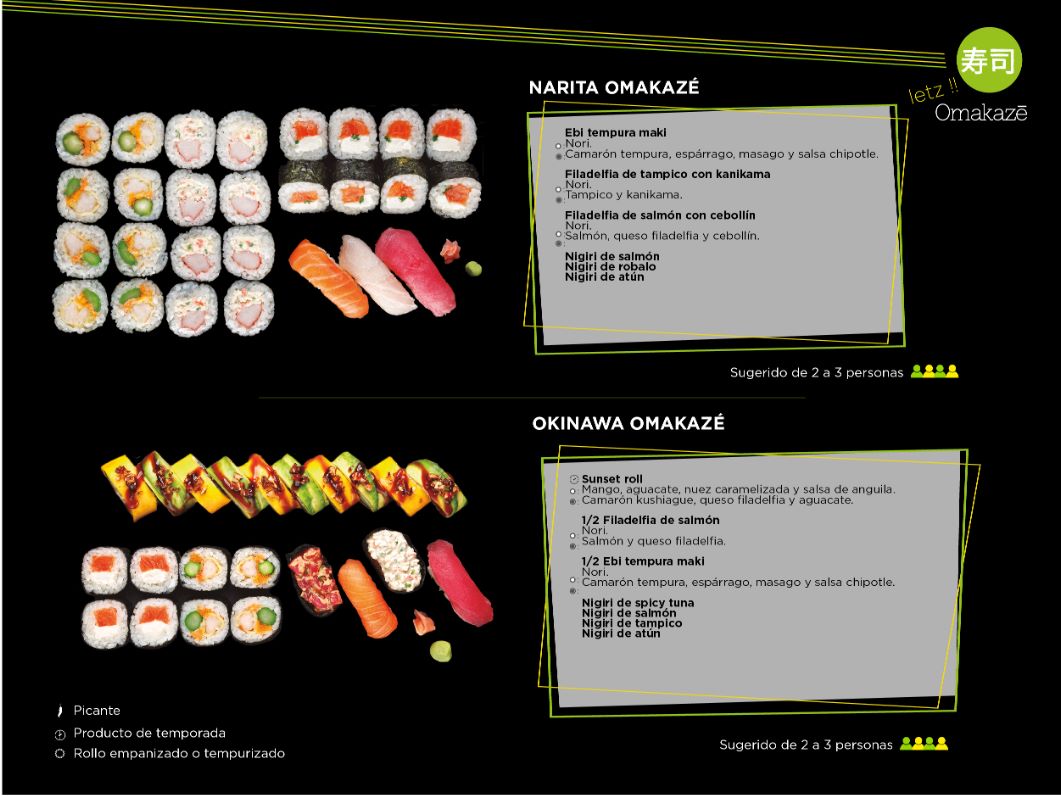 寿司
letz !!
Omakazē
NARITA OMAKAZÉ
Ebi tempura maki
Nori.
Camarón tempura, espárrago, masago y salsa chipotle.
Filadelfia de tampico con kanikama
Nori.
Tampico y kanikama.
Filadelfia de salmón con cebollín
Nori.
Salmón, queso filadelfia y cebollín.
Nigiri de salmón
Nigiri de robalo
Nigiri de atún
Sugerido de 2 a 3 personas
OKINAWA OMAKAZÉ
Sunset roll
Mango, aguacate, nuez caramelizada y salsa de anguila.
Camarón kushiague, queso filadelfia y aguacate.
1/2 Filadelfia de salmón
Nori.
Salmón y queso filadelfia.
1/2 Ebi tempura maki
Nori.
Camarón tempura, espárrago, masago y salsa chipotle.
Nigiri de spicy tuna
Nigiri de salmón
Nigiri de tampico
Nigiri de atún
Picante
Producto de temporada
Rollo empanizado o tempurizado
Sugerido de 2 a 3 personas